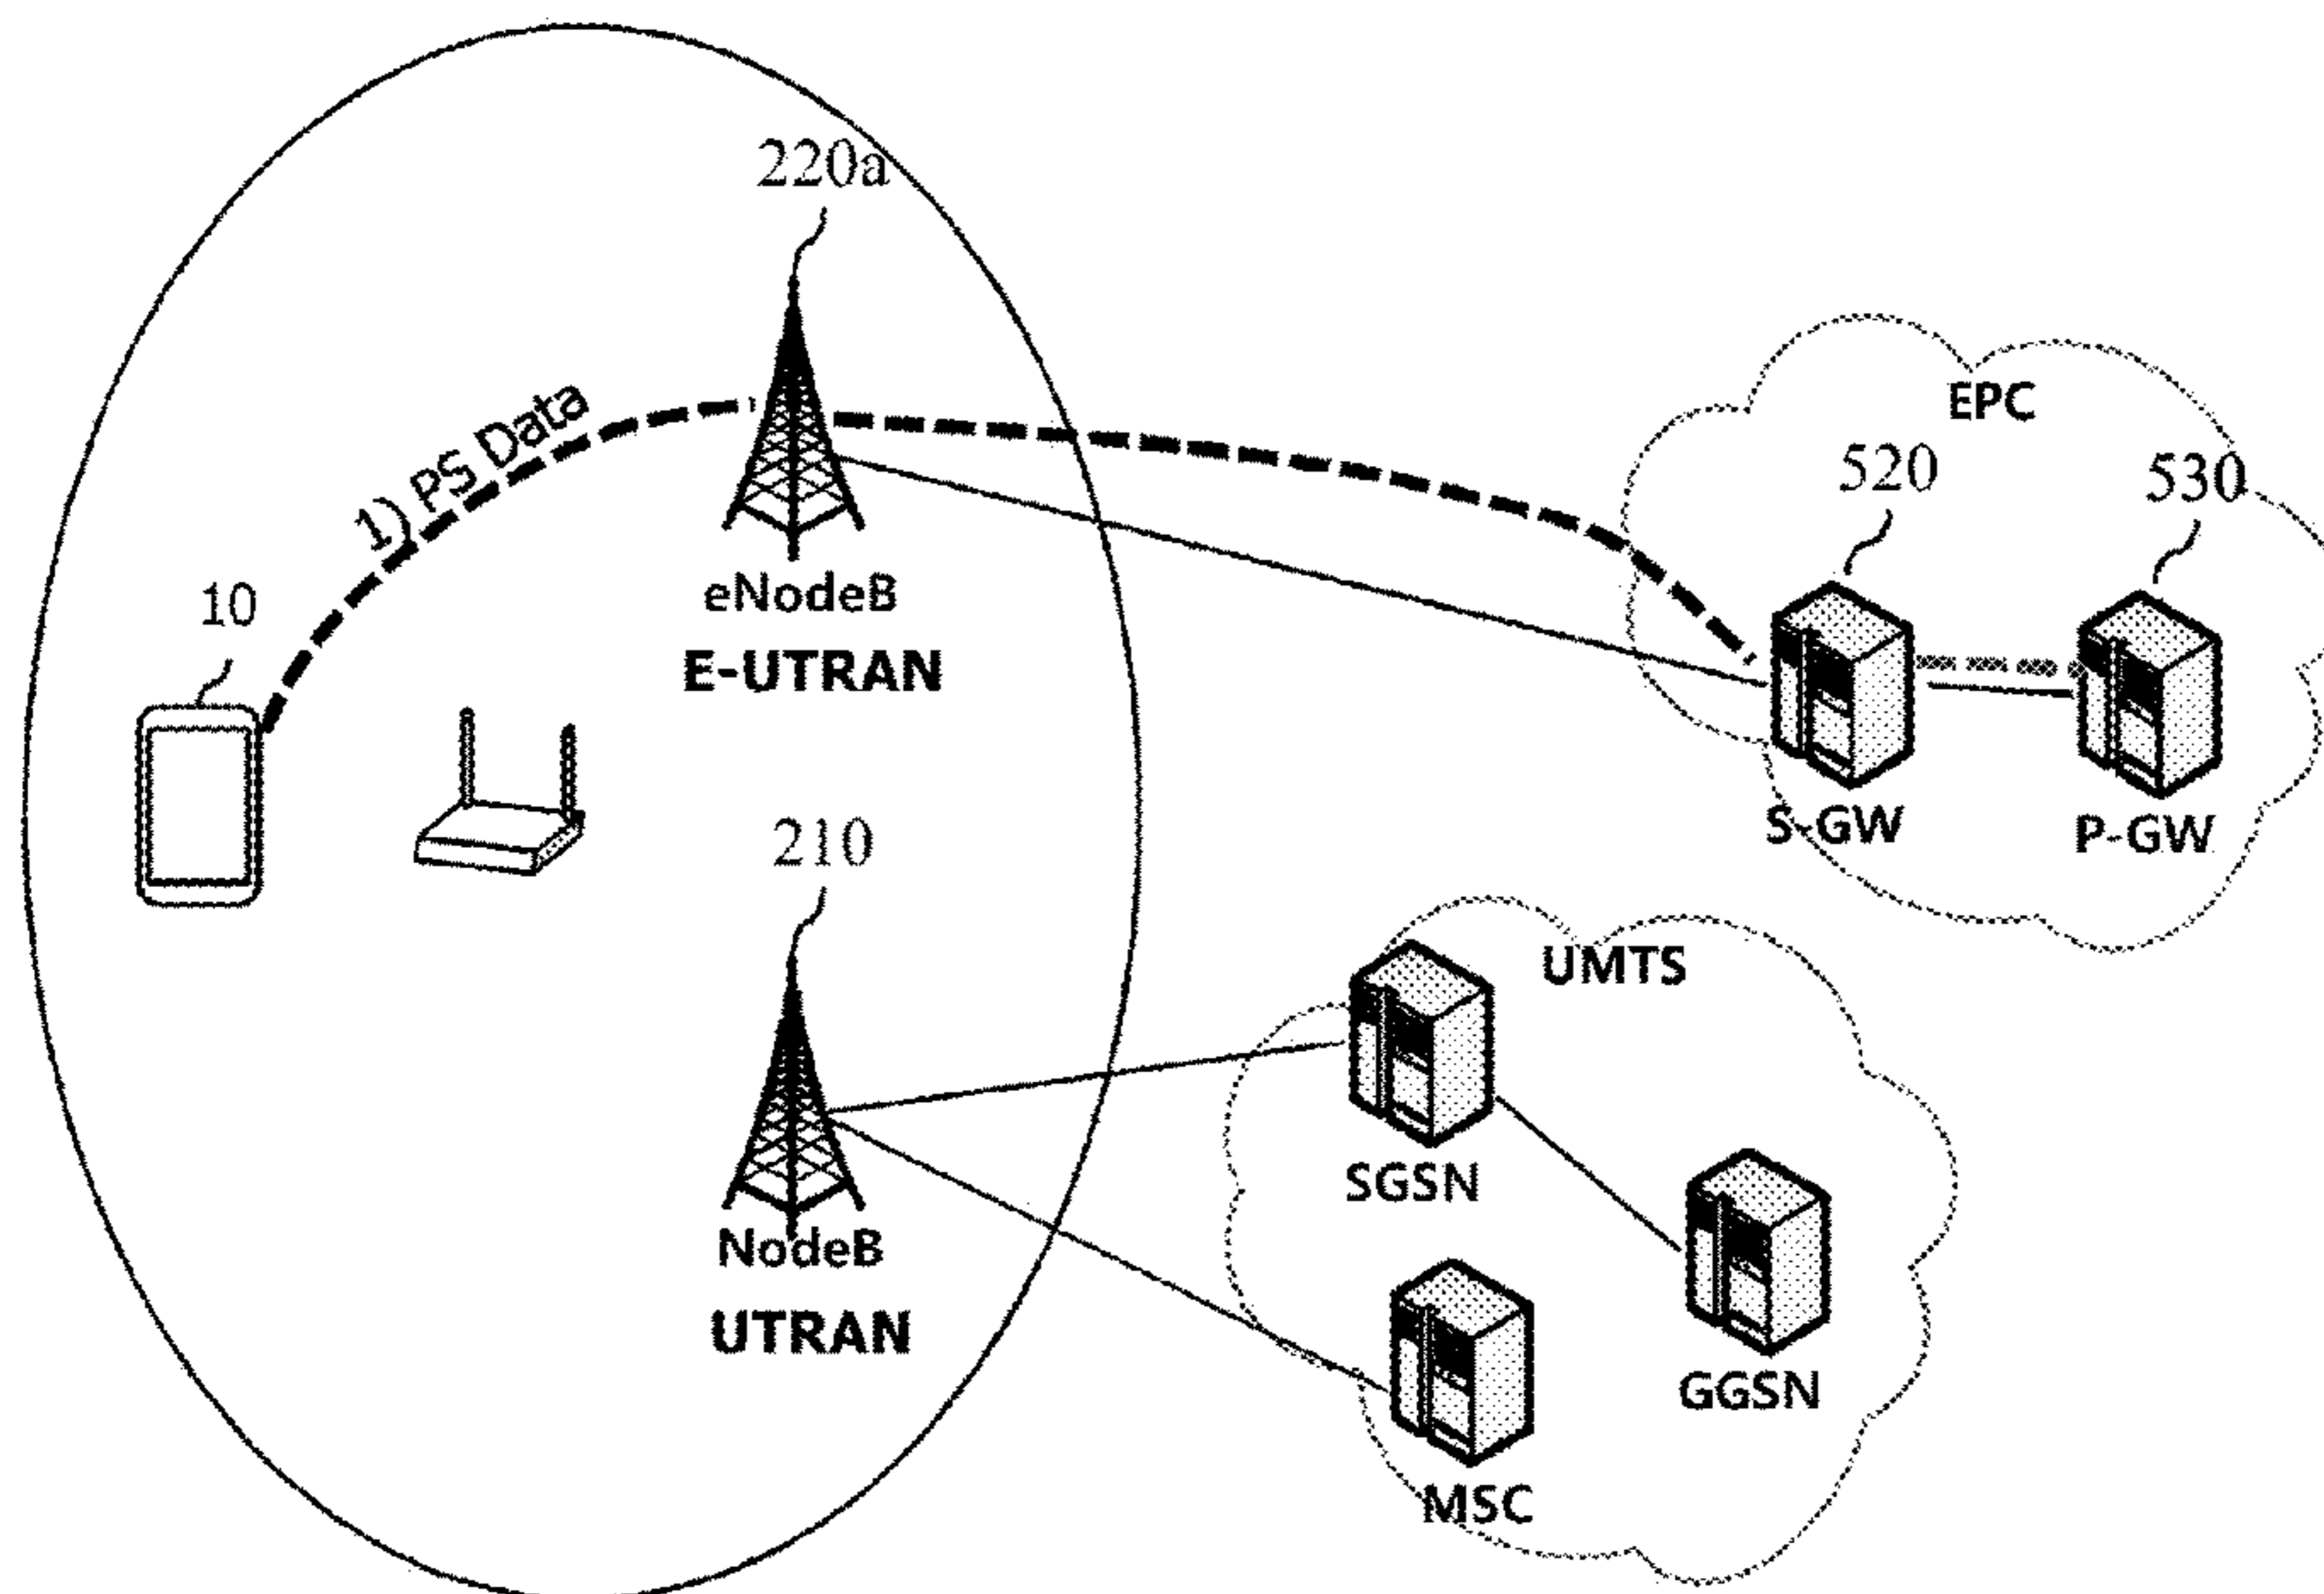 220a
1) PS Data
eNodeB
E-UTRAN
10
210
NodeB
UTRAN
EPC
520
530
S-GW
P-GW
UMTS
SGSN
GGSN
MSC